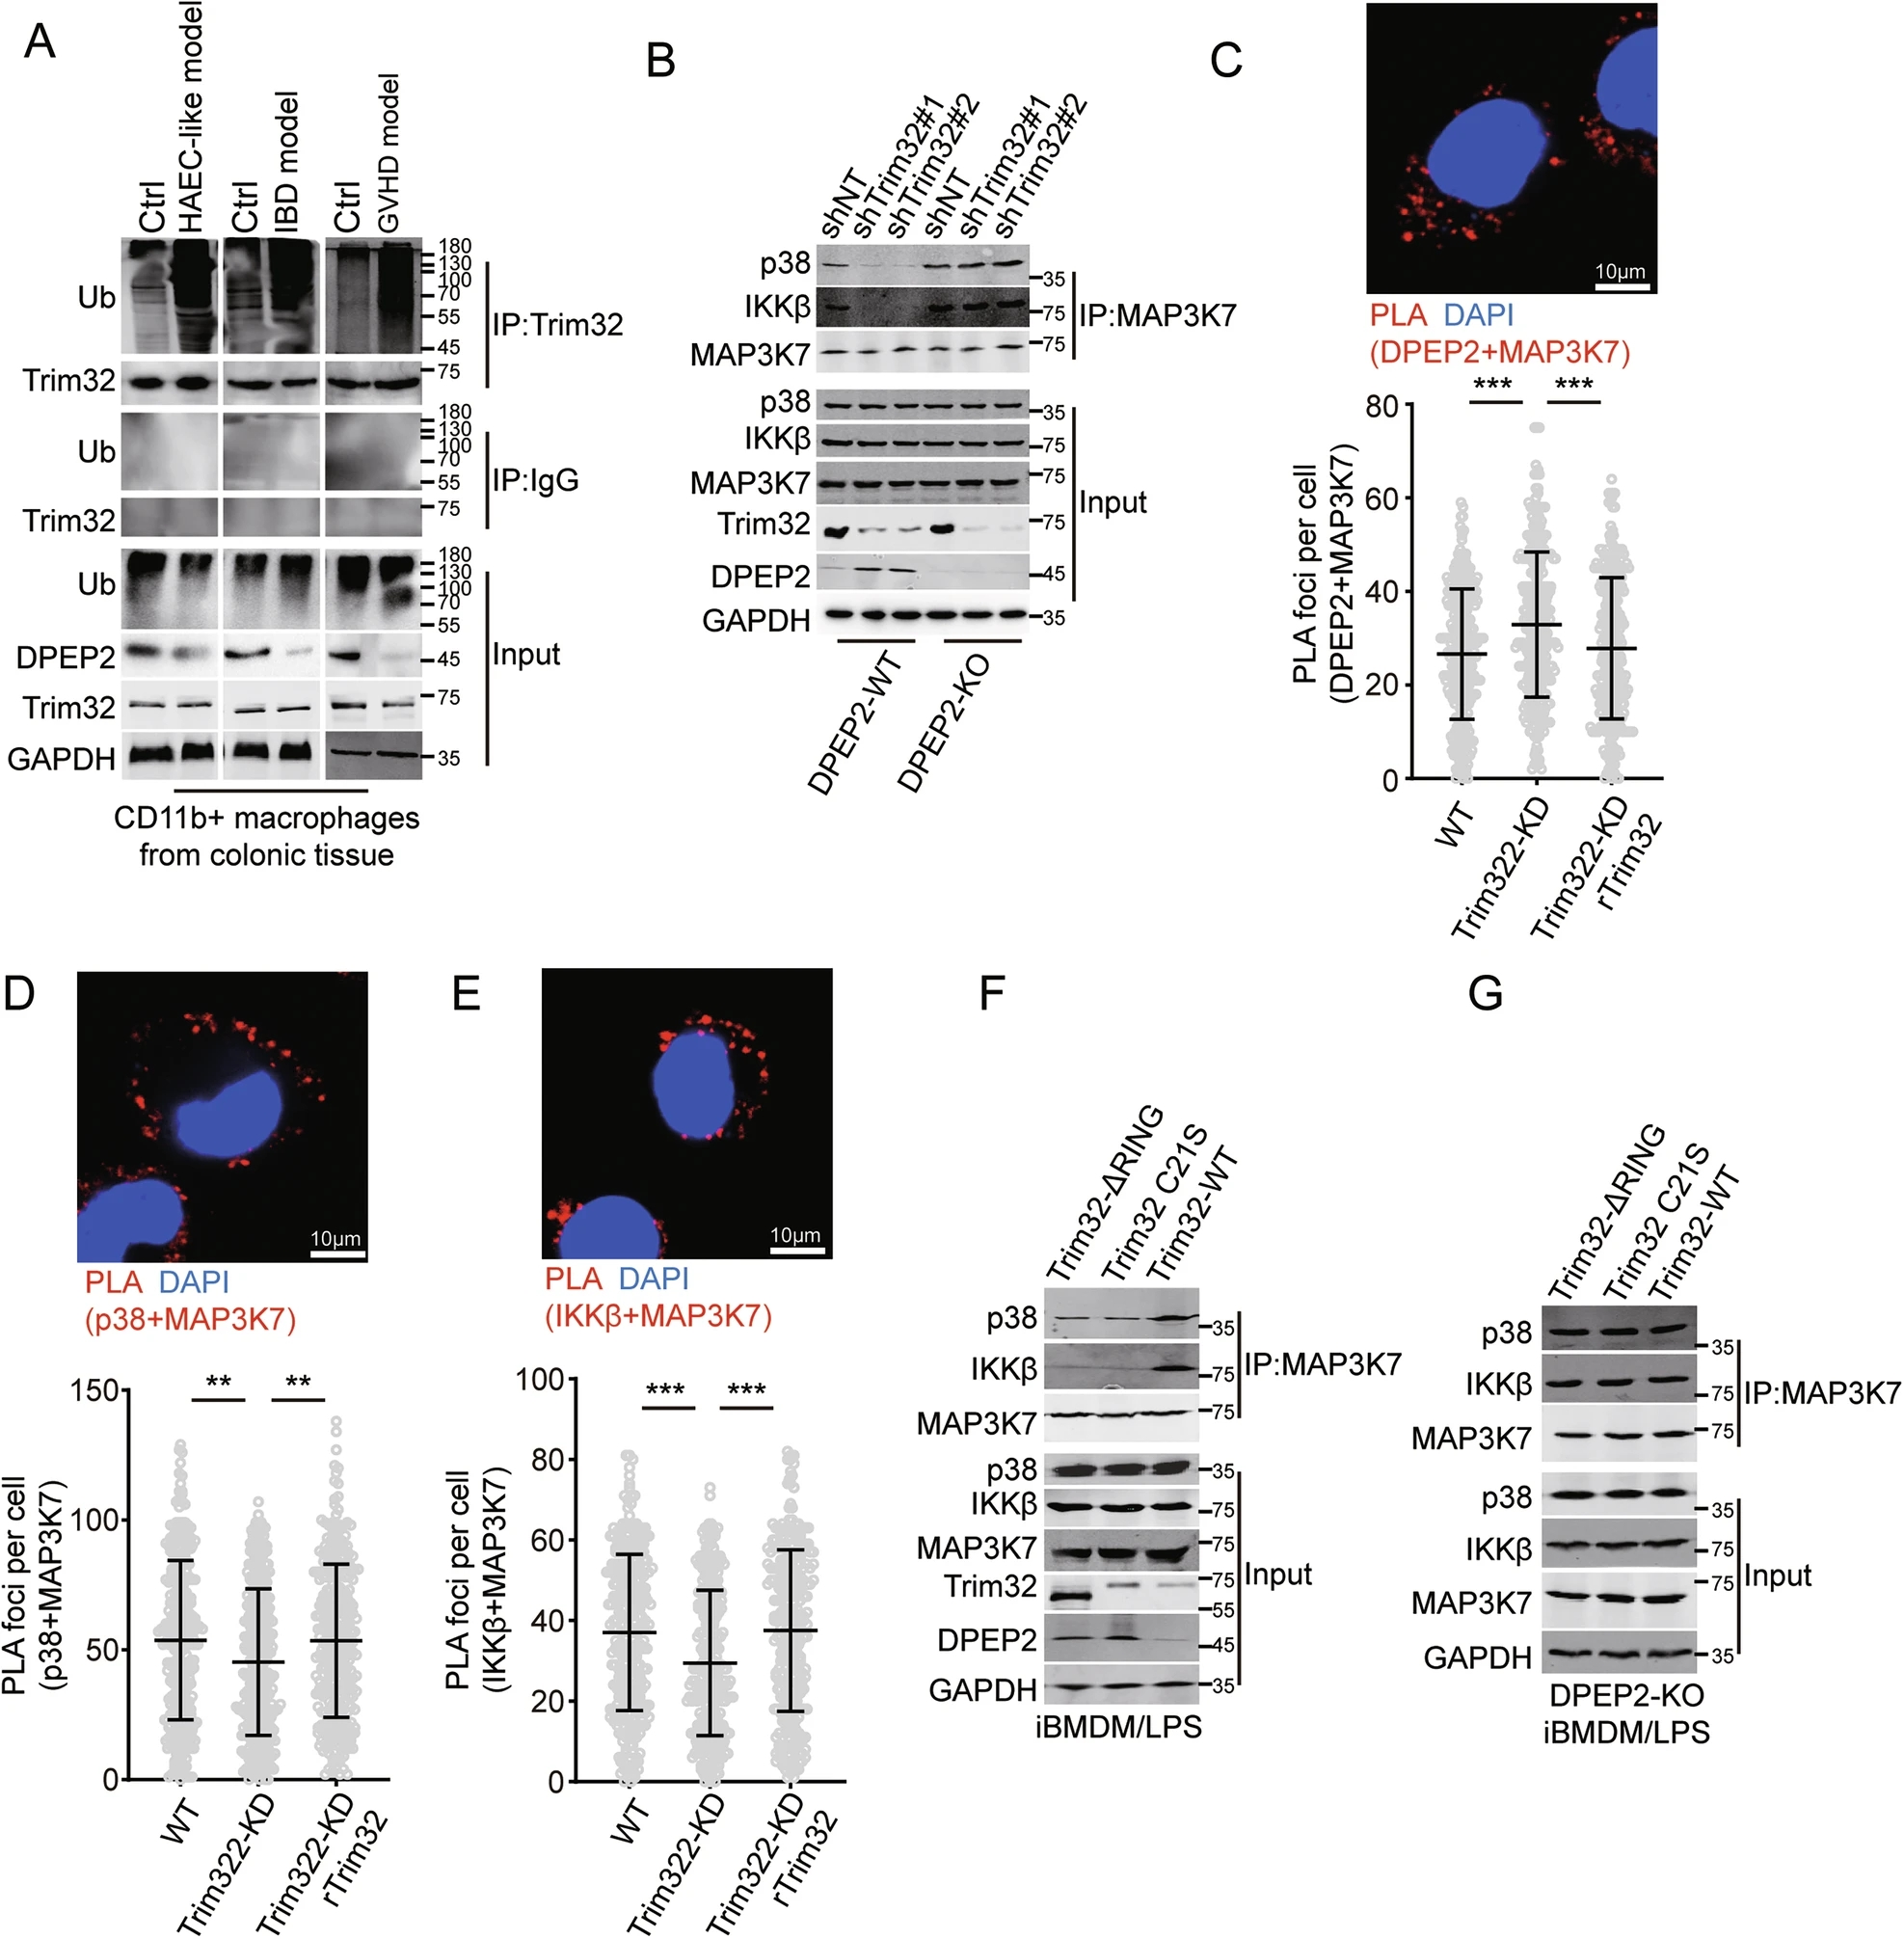 A
Ctrl
HAEC-like model
Ctrl
IBD model
Ctrl
GVHD model
Ub
180
130
100
70
55
45
IP:Trim32
Trim32
75
Ub
180
130
100
70
55
IP:IgG
Trim32
75
Ub
180
130
100
70
55
DPEP2
45
Input
Trim32
75
GAPDH
35
CD11b+ macrophages
from colonic tissue
B
shNT
shTrim32#1
shTrim32#2
shNT
shTrim32#1
shTrim32#2
p38
35
IKKβ
75
IP:MAP3K7
MAP3K7
75
p38
35
IKKβ
75
MAP3K7
75
Input
Trim32
75
DPEP2
45
GAPDH
35
DPEP2-WT
DPEP2-KO
C
10μm
PLA DAPI
(DPEP2+MAP3K7)
*** ***
80
60
40
20
0
PLA foci per cell
(DPEP2+MAP3K7)
WT
Trim322-KD
Trim322-KD
rTrim32
D
10μm
PLA DAPI
(p38+MAP3K7)
** **
150
100
50
0
PLA foci per cell
(p38+MAP3K7)
WT
Trim322-KD
Trim322-KD
rTrim32
E
10μm
PLA DAPI
(IKKβ+MAP3K7)
*** ***
100
80
60
40
20
0
PLA foci per cell
(IKKβ+MAP3K7)
WT
Trim322-KD
Trim322-KD
rTrim32
F
Trim32-ΔRING
Trim32 C21S
Trim32-WT
p38
35
IKKβ
75
IP:MAP3K7
MAP3K7
75
p38
35
IKKβ
75
MAP3K7
75
Input
Trim32
75
55
DPEP2
45
GAPDH
35
iBMDM/LPS
G
Trim32-ΔRING
Trim32 C21S
Trim32-WT
p38
35
IKKβ
75
IP:MAP3K7
MAP3K7
75
p38
35
IKKβ
75
Input
MAP3K7
75
GAPDH
35
DPEP2-KO
iBMDM/LPS